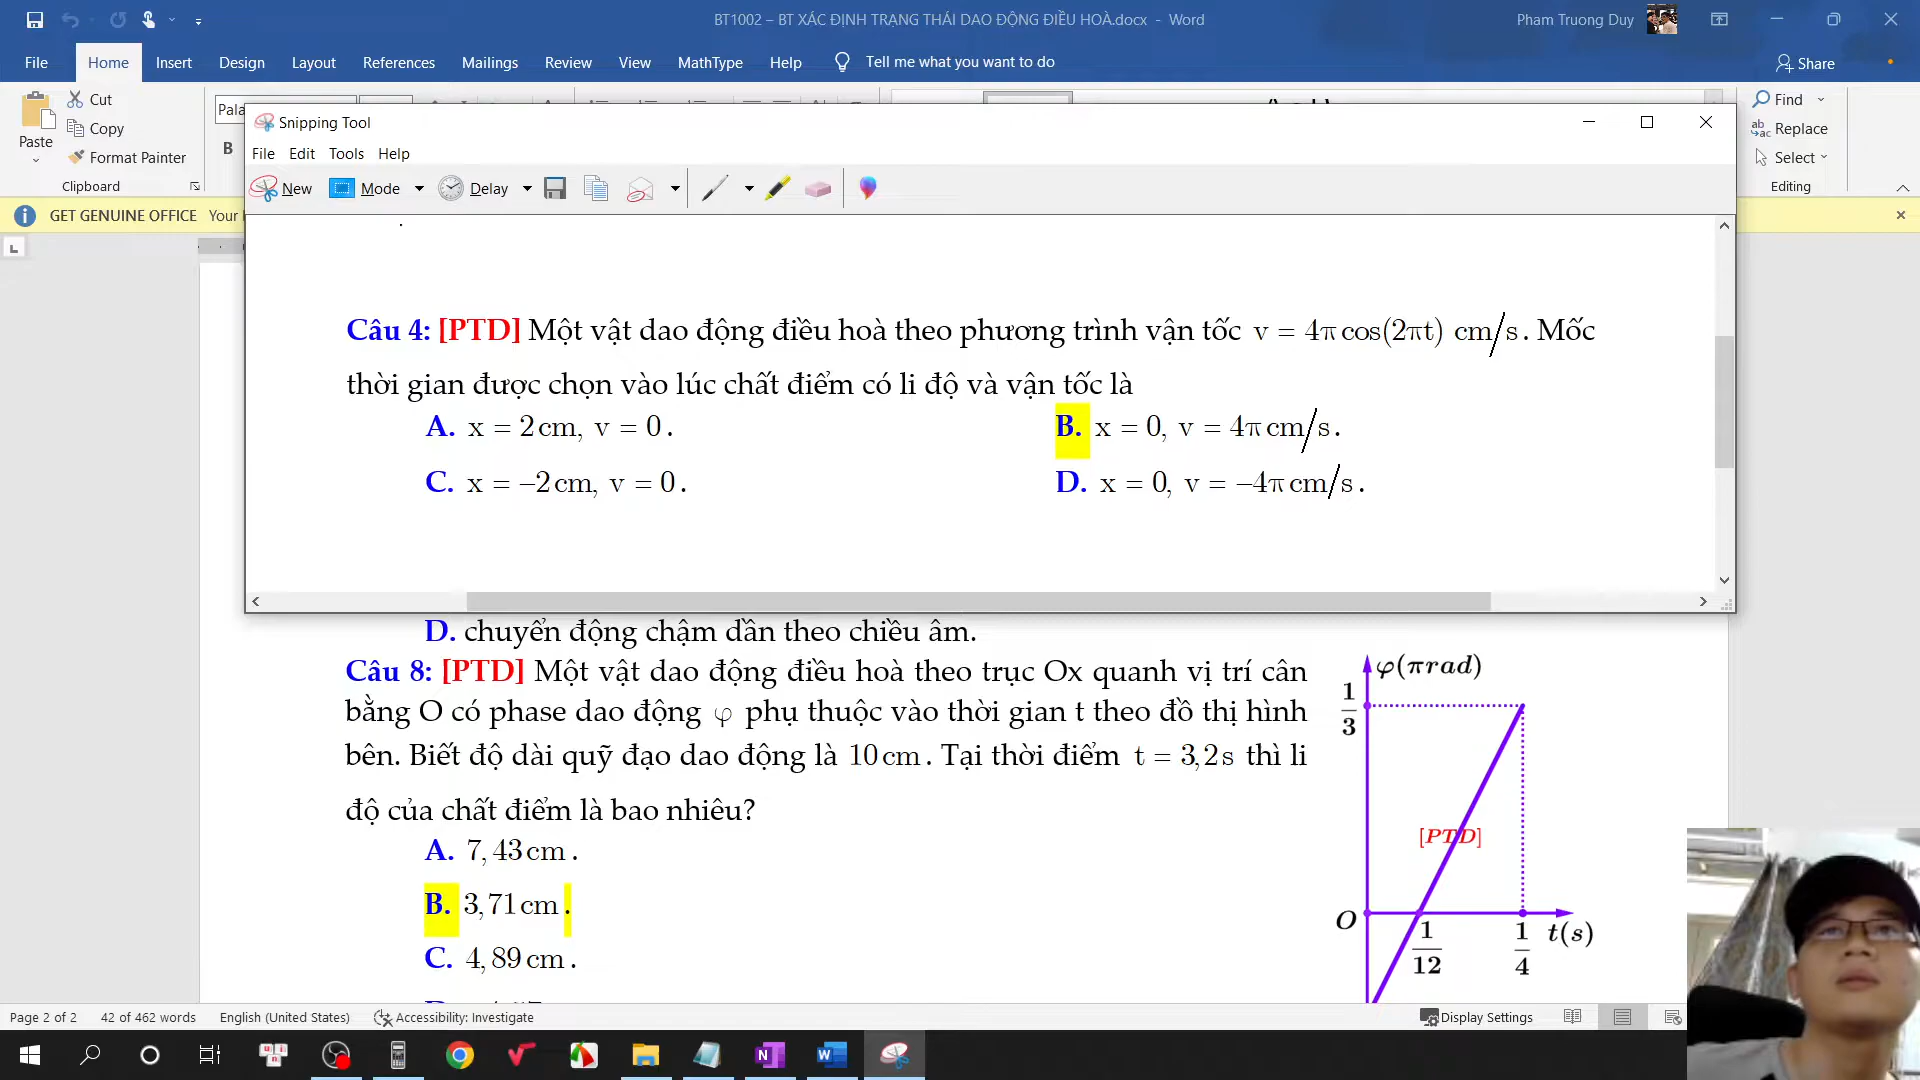 BT1002 – BT XÁC ĐỊNH TRẠNG THÁI DAO ĐỘNG ĐIỀU HOÀ.docx - Word
Pham Truong Duy
File Home Insert Design Layout References Mailings Review View MathType Help Tell me what you want to do
Share
Cut
Copy
Format Painter
Paste
Clipboard
Pala
B
Find
Replace
Select
Editing
GET GENUINE OFFICE Your
Snipping Tool
File Edit Tools Help
New Mode Delay
Câu 4: [PTD] Một vật dao động điều hoà theo phương trình vận tốc v = 4π cos(2πt) cm/s. Mốc
thời gian được chọn vào lúc chất điểm có li độ và vận tốc là
A. x = 2 cm, v = 0.
B. x = 0, v = 4π cm/s.
C. x = –2 cm, v = 0.
D. x = 0, v = –4π cm/s.
D. chuyển động chậm dần theo chiều âm.
Câu 8: [PTD] Một vật dao động điều hoà theo trục Ox quanh vị trí cân
bằng O có phase dao động φ phụ thuộc vào thời gian t theo đồ thị hình
bên. Biết độ dài quỹ đạo dao động là 10 cm. Tại thời điểm t = 3,2 s thì li
độ của chất điểm là bao nhiêu?
A. 7,43 cm.
B. 3,71 cm.
C. 4,89 cm.
φ(πrad)
1/3
[PTD]
O
1/12
1/4
t(s)
Page 2 of 2 42 of 462 words English (United States) Accessibility: Investigate
Display Settings